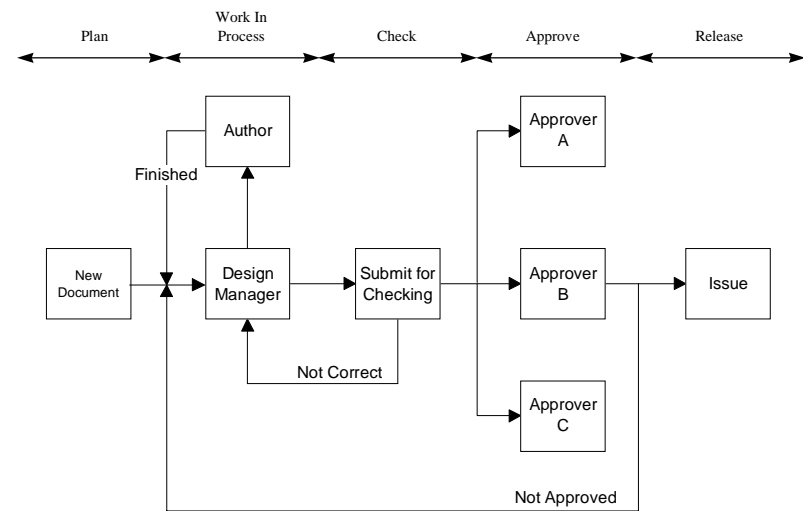 Plan
Work In
Process
Check
Approve
Release
Author
Approver
A
Finished
New
Document
Design
Manager
Submit for
Checking
Approver
B
Issue
Not Correct
Approver
C
Not Approved